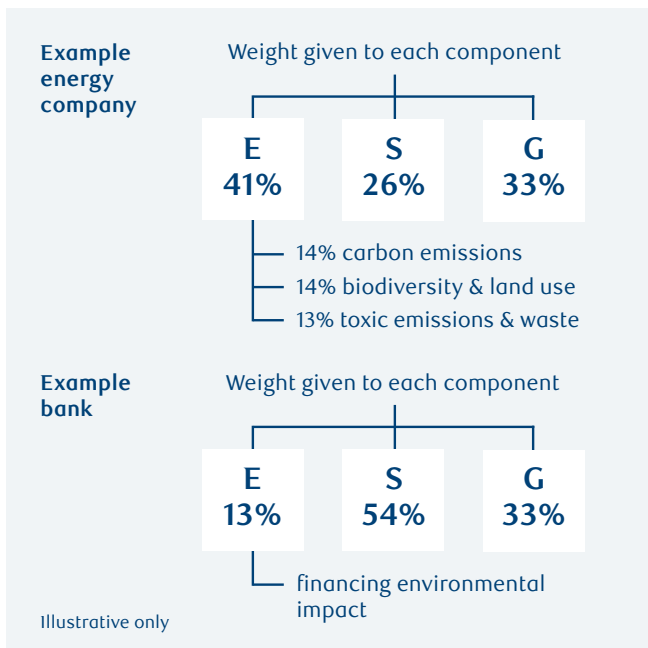 Example
energy
company
Weight given to each component
E
41%
S
26%
G
33%
14% carbon emissions
14% biodiversity & land use
13% toxic emissions & waste
Example
bank
Weight given to each component
E
13%
S
54%
G
33%
financing environmental
impact
Illustrative only